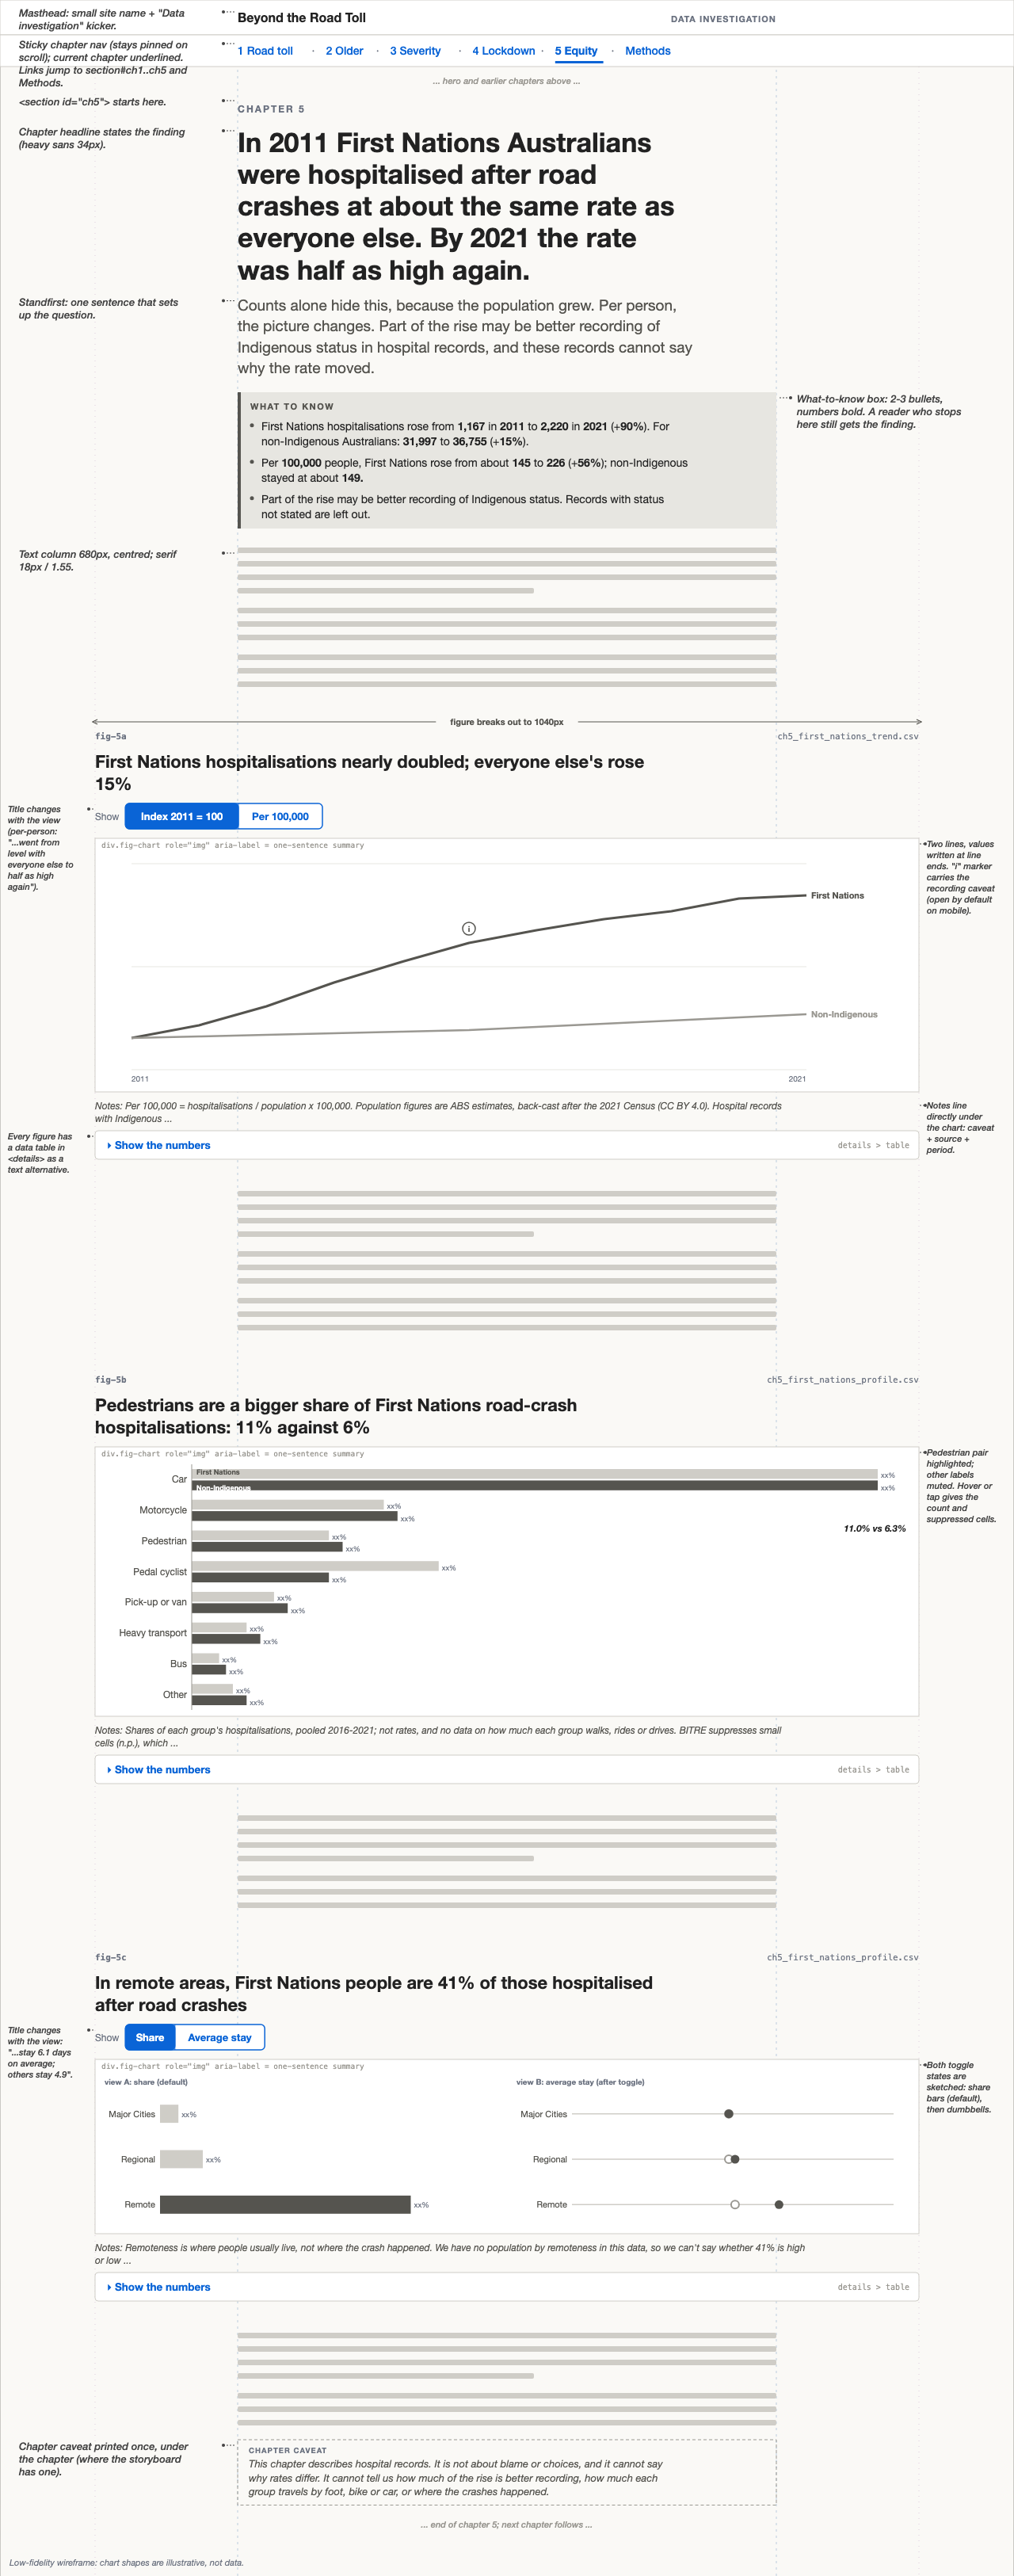 Masthead: small site name + "Data
investigation" kicker.
Beyond the Road Toll
DATA INVESTIGATION
Sticky chapter nav (stays pinned on
scroll); current chapter underlined.
Links jump to section#ch1..ch5 and
Methods.
1 Road toll · 2 Older · 3 Severity · 4 Lockdown · 5 Equity · Methods
... hero and earlier chapters above ...
<section id="ch5"> starts here.
CHAPTER 5
Chapter headline states the finding
(heavy sans 34px).
In 2011 First Nations Australians
were hospitalised after road
crashes at about the same rate as
everyone else. By 2021 the rate
was half as high again.
Standfirst: one sentence that sets
up the question.
Counts alone hide this, because the population grew. Per person,
the picture changes. Part of the rise may be better recording of
Indigenous status in hospital records, and these records cannot say
why the rate moved.
What-to-know box: 2-3 bullets,
numbers bold. A reader who stops
here still gets the finding.
WHAT TO KNOW
• First Nations hospitalisations rose from 1,167 in 2011 to 2,220 in 2021 (+90%). For
non-Indigenous Australians: 31,997 to 36,755 (+15%).
• Per 100,000 people, First Nations rose from about 145 to 226 (+56%); non-Indigenous
stayed at about 149.
• Part of the rise may be better recording of Indigenous status. Records with status
not stated are left out.
Text column 680px, centred; serif
18px / 1.55.
figure breaks out to 1040px
fig-5a
ch5_first_nations_trend.csv
First Nations hospitalisations nearly doubled; everyone else's rose
15%
Title changes
with the view
(per-person:
"...went from
level with
everyone else to
half as high
again").
Show
Index 2011 = 100
Per 100,000
div.fig-chart role="img" aria-label = one-sentence summary
Two lines, values
written at line
ends. "i" marker
carries the
recording caveat
(open by default
on mobile).
First Nations
i
Non-Indigenous
2011
2021
Notes: Per 100,000 = hospitalisations / population x 100,000. Population figures are ABS estimates, back-cast after the 2021 Census (CC BY 4.0). Hospital records
with Indigenous ...
Notes line
directly under
the chart: caveat
+ source +
period.
Every figure has
a data table in
<details> as a
text alternative.
Show the numbers
details > table
fig-5b
ch5_first_nations_profile.csv
Pedestrians are a bigger share of First Nations road-crash
hospitalisations: 11% against 6%
div.fig-chart role="img" aria-label = one-sentence summary
Pedestrian pair
highlighted;
other labels
muted. Hover or
tap gives the
count and
suppressed cells.
First Nations
xx%
Car
Non-Indigenous
xx%
Motorcycle
xx%
xx%
11.0% vs 6.3%
Pedestrian
xx%
xx%
Pedal cyclist
xx%
xx%
Pick-up or van
xx%
xx%
Heavy transport
xx%
xx%
Bus
xx%
xx%
Other
xx%
xx%
Notes: Shares of each group's hospitalisations, pooled 2016-2021; not rates, and no data on how much each group walks, rides or drives. BITRE suppresses small
cells (n.p.), which ...
Show the numbers
details > table
fig-5c
ch5_first_nations_profile.csv
In remote areas, First Nations people are 41% of those hospitalised
after road crashes
Title changes
with the view:
"...stay 6.1 days
on average;
others stay 4.9".
Show
Share
Average stay
div.fig-chart role="img" aria-label = one-sentence summary
Both toggle
states are
sketched: share
bars (default),
then dumbbells.
view A: share (default)
Major Cities
xx%
Regional
xx%
Remote
xx%
view B: average stay (after toggle)
Major Cities
Regional
Remote
Notes: Remoteness is where people usually live, not where the crash happened. We have no population by remoteness in this data, so we can't say whether 41% is high
or low ...
Show the numbers
details > table
Chapter caveat printed once, under
the chapter (where the storyboard
has one).
CHAPTER CAVEAT
This chapter describes hospital records. It is not about blame or choices, and it cannot say
why rates differ. It cannot tell us how much of the rise is better recording, how much each
group travels by foot, bike or car, or where the crashes happened.
... end of chapter 5; next chapter follows ...
Low-fidelity wireframe: chart shapes are illustrative, not data.